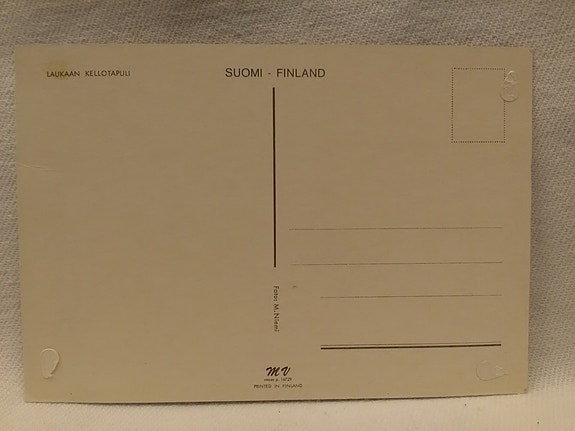 LAUKAAN KELLOTAPULI
SUOMI - FINLAND
Foto: M. Niemi
MV
PRINTED IN FINLAND